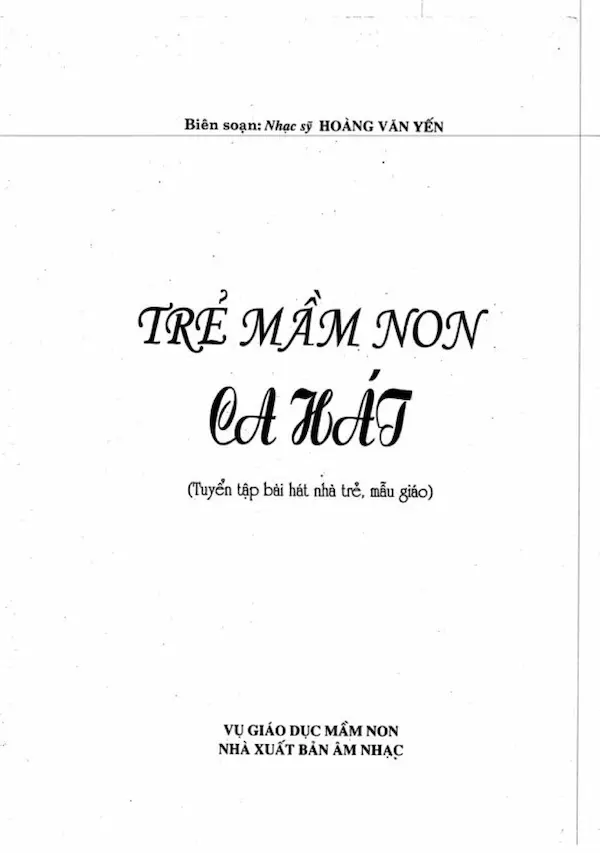 Biên soạn: Nhạc sỹ HOÀNG VĂN YẾN
TRẺ MẦM NON
CA HÁT
(Tuyển tập bài hát nhà trẻ, mẫu giáo)
VỤ GIÁO DỤC MẦM NON
NHÀ XUẤT BẢN ÂM NHẠC